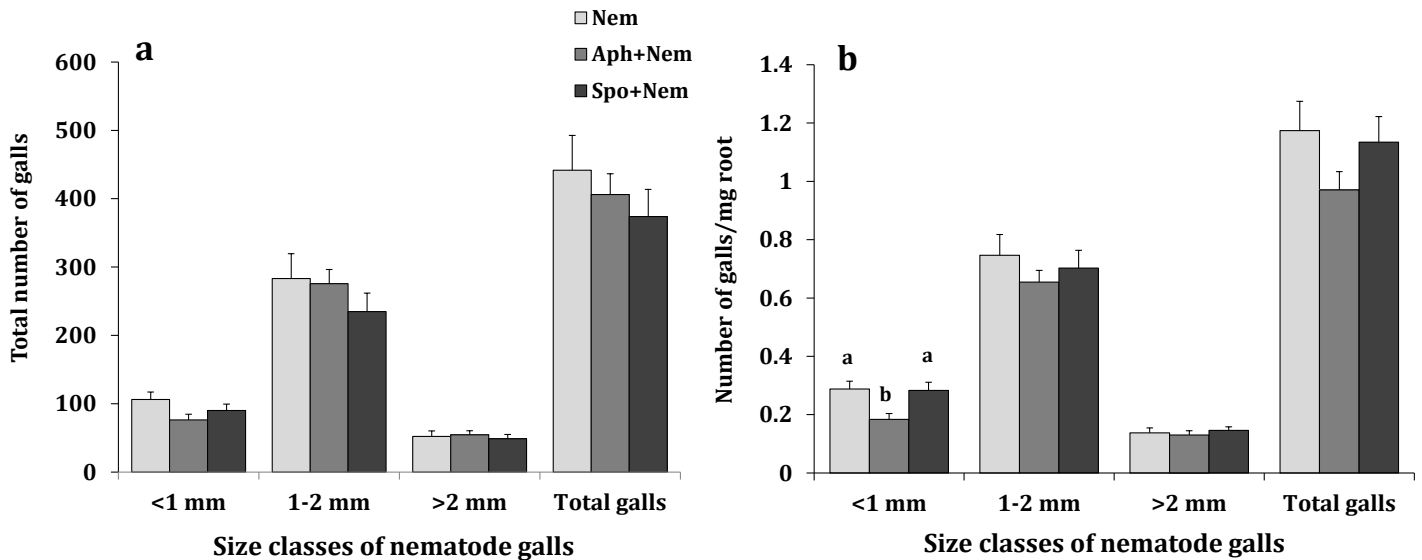 a
Nem
Aph+Nem
Spo+Nem
Total number of galls
600
500
400
300
200
100
0
<1 mm 1-2 mm >2 mm Total galls
Size classes of nematode galls
b
Number of galls/mg root
1.4
1.2
1
0.8
0.6
0.4
0.2
0
a b a
<1 mm 1-2 mm >2 mm Total galls
Size classes of nematode galls